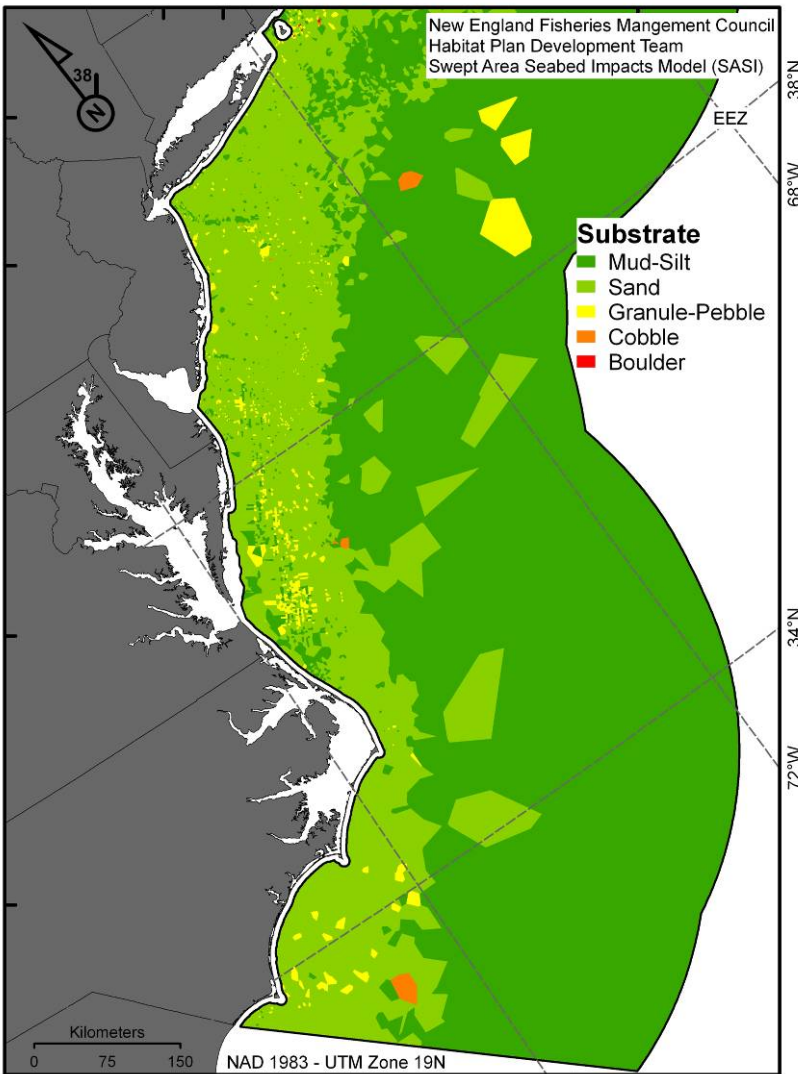 New England Fisheries Mangement Council
Habitat Plan Development Team
Swept Area Seabed Impacts Model (SASI)
38
N
38°N
EEZ
68°W
Substrate
Mud-Silt
Sand
Granule-Pebble
Cobble
Boulder
34°N
72°W
Kilometers
0 75 150
NAD 1983 - UTM Zone 19N